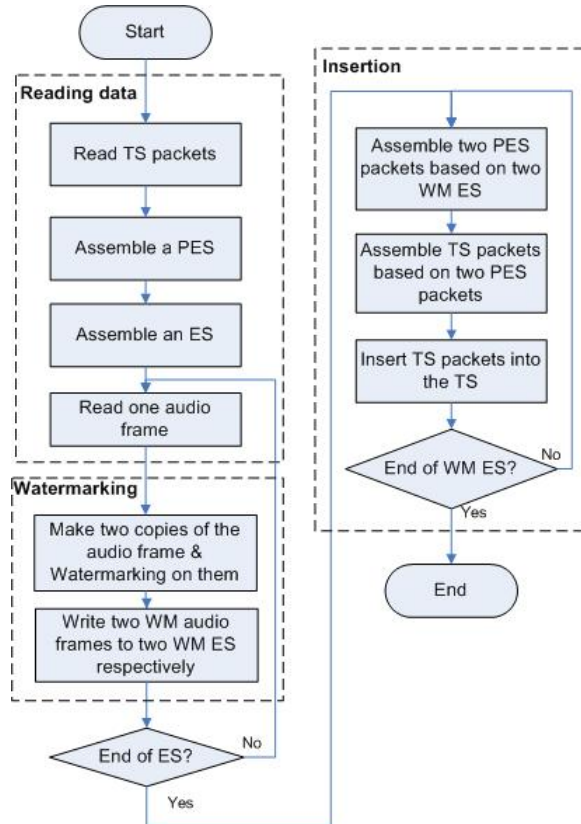 Start
Reading data
Read TS packets
Assemble a PES
Assemble an ES
Read one audio
frame
Watermarking
Make two copies of the
audio frame &
Watermarking on them
Write two WM audio
frames to two WM ES
respectively
End of ES?
No
Yes
Insertion
Assemble two PES
packets based on two
WM ES
Assemble TS packets
based on two PES
packets
Insert TS packets into
the TS
End of WM ES?
No
Yes
End